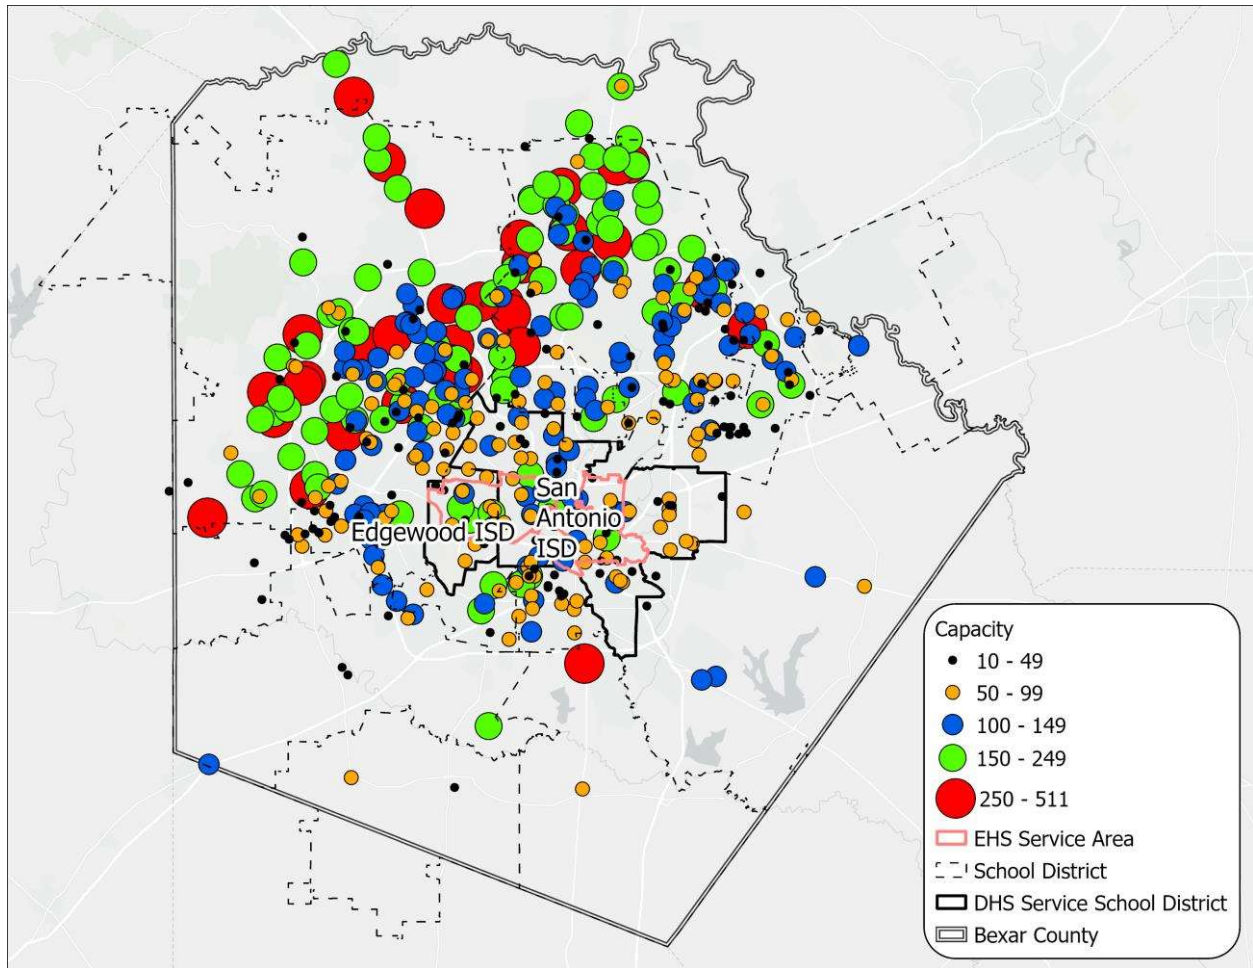 San
Antonio
ISD
Edgewood ISD
Capacity
10 - 49
50 - 99
100 - 149
150 - 249
250 - 511
EHS Service Area
School District
DHS Service School District
Bexar County